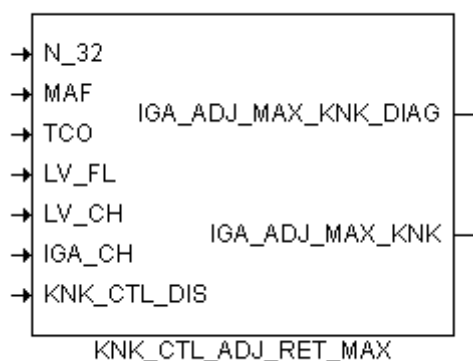 N_32
MAF
IGA_ADJ_MAX_KNK_DIAG
TCO
LV_FL
LV_CH
IGA_ADJ_MAX_KNK
IGA_CH
KNK_CTL_DIS
KNK_CTL_ADJ_RET_MAX